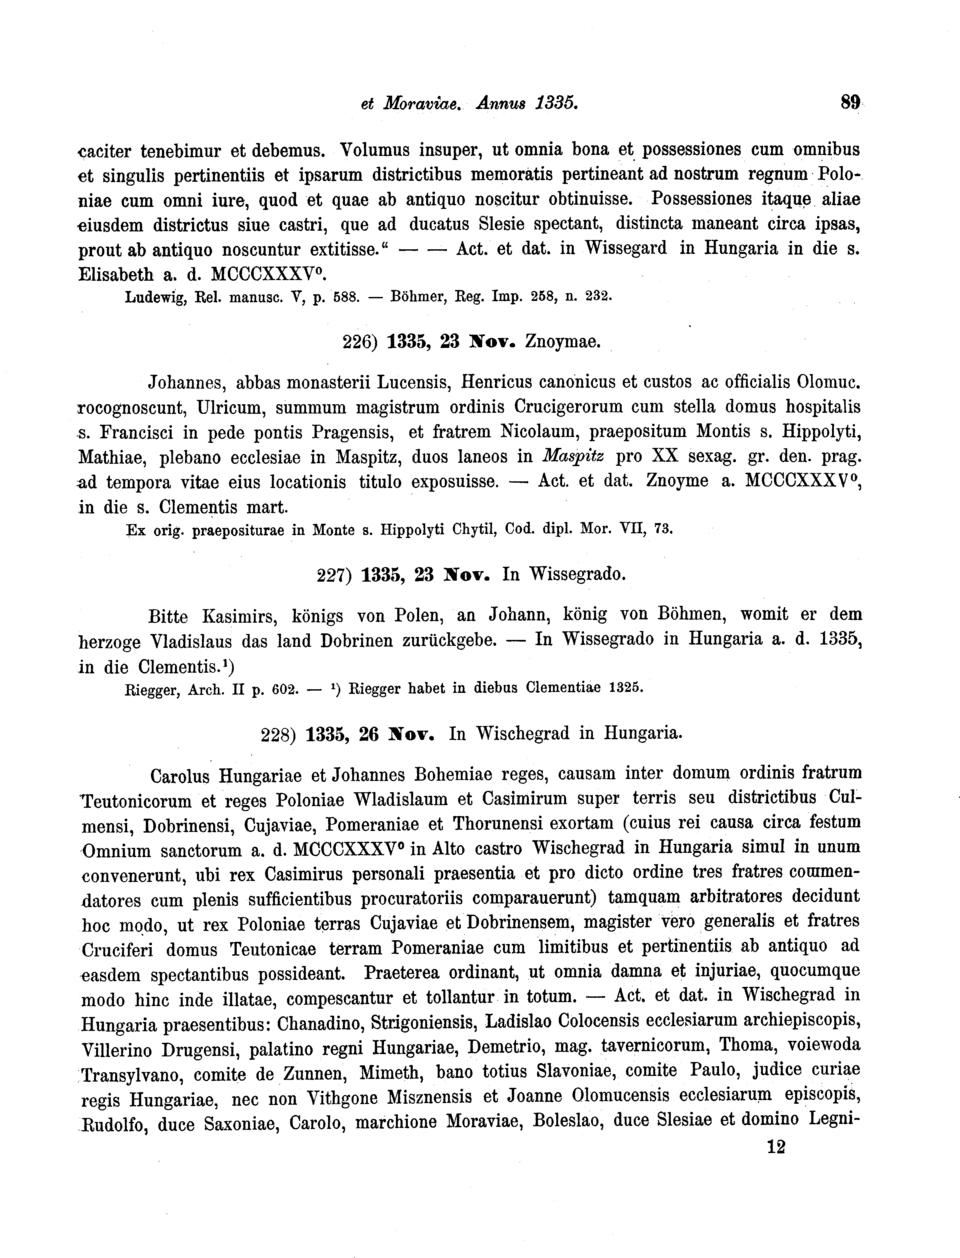 et Moraviae. Annus 1335. 89
caciter tenebimur et debemus. Volumus insuper, ut omnia bona et possessiones cum omnibus
et singulis pertinentiis et ipsarum districtibus memoratis pertineant ad nostrum regnum Polo-
niae cum omni iure, quod et quae ab antiquo noscitur obtinuisse. Possessiones itaque aliae
eiusdem districtus siue castri, que ad ducatus Slesie spectant, distincta maneant circa ipsas,
prout ab antiquo noscuntur extitisse.“ — — Act. et dat. in Wissegard in Hungaria in die s.
Elisabeth a. d. MCCCXXXV⁰.
Ludewig, Rel. manusc. V, p. 588. — Böhmer, Reg. Imp. 258, n. 232.
226) 1335, 23 Nov. Znoymae.
Johannes, abbas monasterii Lucensis, Henricus canonicus et custos ac officialis Olomuc.
rocognoscunt, Ulricum, summum magistrum ordinis Crucigerorum cum stella domus hospitalis
s. Francisci in pede pontis Pragensis, et fratrem Nicolaum, praepositum Montis s. Hippolyti,
Mathiae, plebano ecclesiae in Maspitz, duos laneos in Maspitz pro XX sexag. gr. den. prag.
ad tempora vitae eius locationis titulo exposuisse. — Act. et dat. Znoyme a. MCCCXXXV⁰,
in die s. Clementis mart.
Ex orig. praepositurae in Monte s. Hippolyti Chytil, Cod. dipl. Mor. VII, 73.
227) 1335, 23 Nov. In Wissegrado.
Bitte Kasimirs, königs von Polen, an Johann, könig von Böhmen, womit er dem
herzoge Vladislaus das land Dobrinen zurückgebe. — In Wissegrado in Hungaria a. d. 1335,
in die Clementis.¹)
Riegger, Arch. II p. 602. — ¹) Riegger habet in diebus Clementiae 1325.
228) 1335, 26 Nov. In Wischegrad in Hungaria.
Carolus Hungariae et Johannes Bohemiae reges, causam inter domum ordinis fratrum
Teutonicorum et reges Poloniae Wladislaum et Casimirum super terris seu districtibus Cul-
mensi, Dobrinensi, Cujaviae, Pomeraniae et Thorunensi exortam (cuius rei causa circa festum
Omnium sanctorum a. d. MCCCXXXV⁰ in Alto castro Wischegrad in Hungaria simul in unum
convenerunt, ubi rex Casimirus personali praesentia et pro dicto ordine tres fratres commen-
datores cum plenis sufficientibus procuratoriis comparauerunt) tamquam arbitratores decidunt
hoc modo, ut rex Poloniae terras Cujaviae et Dobrinensem, magister vero generalis et fratres
Cruciferi domus Teutonicae terram Pomeraniae cum limitibus et pertinentiis ab antiquo ad
easdem spectantibus possideant. Praeterea ordinant, ut omnia damna et injuriae, quocumque
modo hinc inde illatae, compescantur et tollantur in totum. — Act. et dat. in Wischegrad in
Hungaria praesentibus: Chanadino, Strigoniensis, Ladislao Colocensis ecclesiarum archiepiscopis,
Villerino Drugensi, palatino regni Hungariae, Demetrio, mag. tavernicorum, Thoma, voiewoda
Transylvano, comite de Zunnen, Mimeth, bano totius Slavoniae, comite Paulo, judice curiae
regis Hungariae, nec non Vithgone Misznensis et Joanne Olomucensis ecclesiarum episcopis,
Rudolfo, duce Saxoniae, Carolo, marchione Moraviae, Boleslao, duce Slesiae et domino Legni-
12